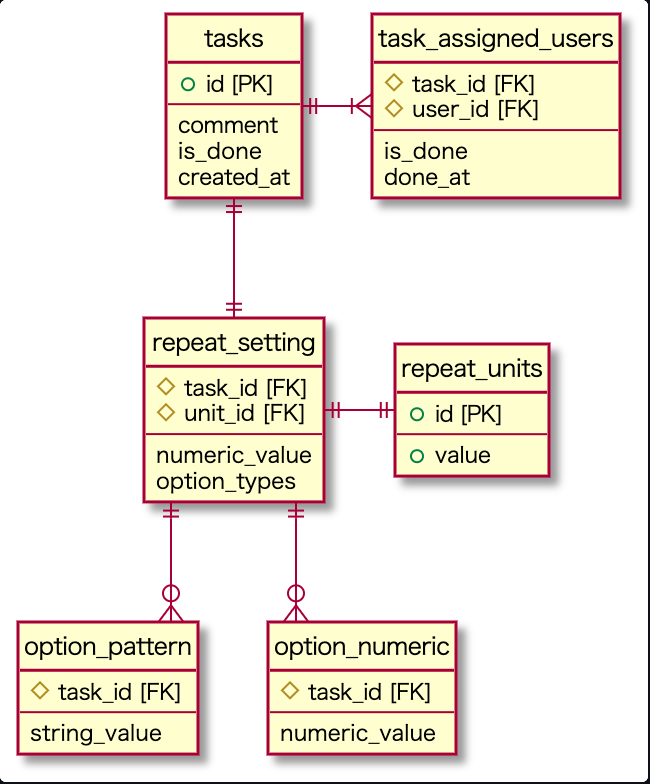 tasks
id [PK]
comment
is_done
created_at
task_assigned_users
task_id [FK]
user_id [FK]
is_done
done_at
repeat_setting
task_id [FK]
unit_id [FK]
numeric_value
option_types
repeat_units
id [PK]
value
option_pattern
task_id [FK]
string_value
option_numeric
task_id [FK]
numeric_value